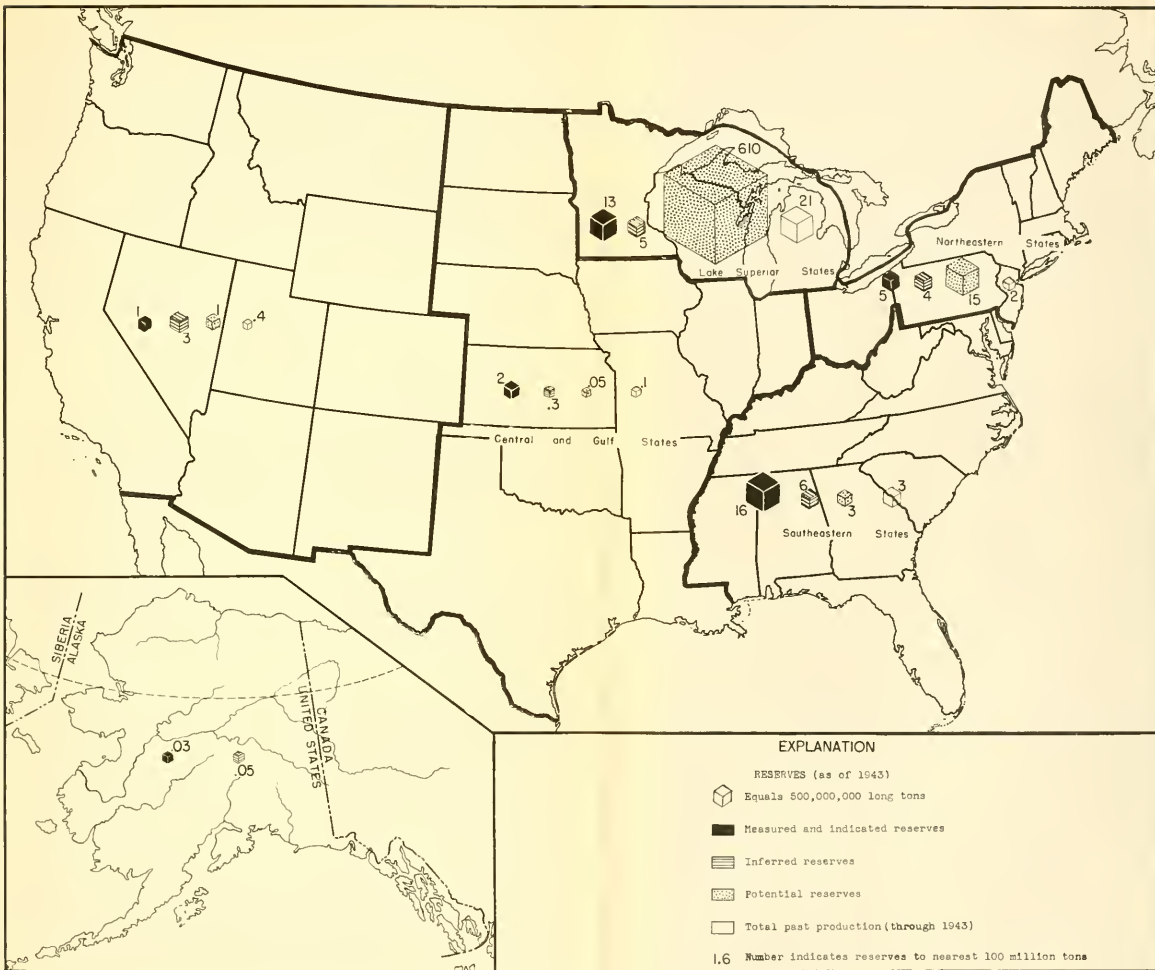 610
13
5
21
Lake Superior States
Northeastern States
5
4
15
2
1
3
.1
.4
2
.3
.05
.1
Central and Gulf States
16
6
3
3
Southeastern States
SIBERIA
ALASKA
CANADA
UNITED STATES
.03
.05
EXPLANATION
RESERVES (as of 1943)
Equals 500,000,000 long tons
Measured and indicated reserves
Inferred reserves
Potential reserves
Total past production (through 1943)
1.6 Number indicates reserves to nearest 100 million tons